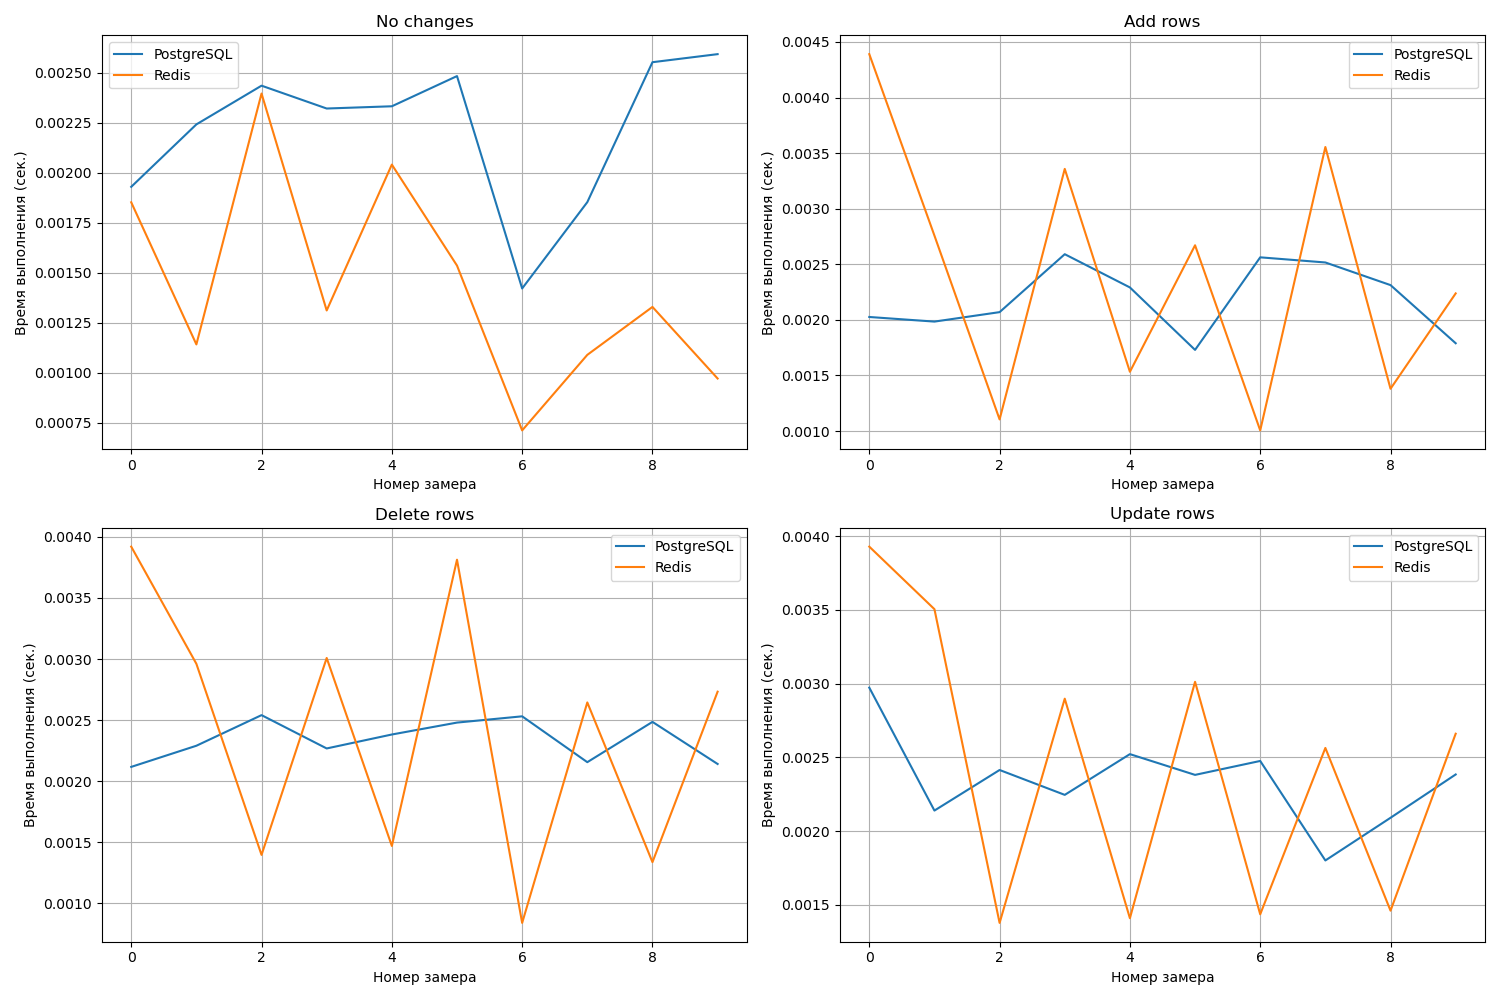 No changes
PostgreSQL
Redis
Время выполнения (сек.)
0.00250
0.00225
0.00200
0.00175
0.00150
0.00125
0.00100
0.00075
0 2 4 6 8
Номер замера
Add rows
PostgreSQL
Redis
Время выполнения (сек.)
0.0045
0.0040
0.0035
0.0030
0.0025
0.0020
0.0015
0.0010
0 2 4 6 8
Номер замера
Delete rows
PostgreSQL
Redis
Время выполнения (сек.)
0.0040
0.0035
0.0030
0.0025
0.0020
0.0015
0.0010
0 2 4 6 8
Номер замера
Update rows
PostgreSQL
Redis
Время выполнения (сек.)
0.0040
0.0035
0.0030
0.0025
0.0020
0.0015
0 2 4 6 8
Номер замера